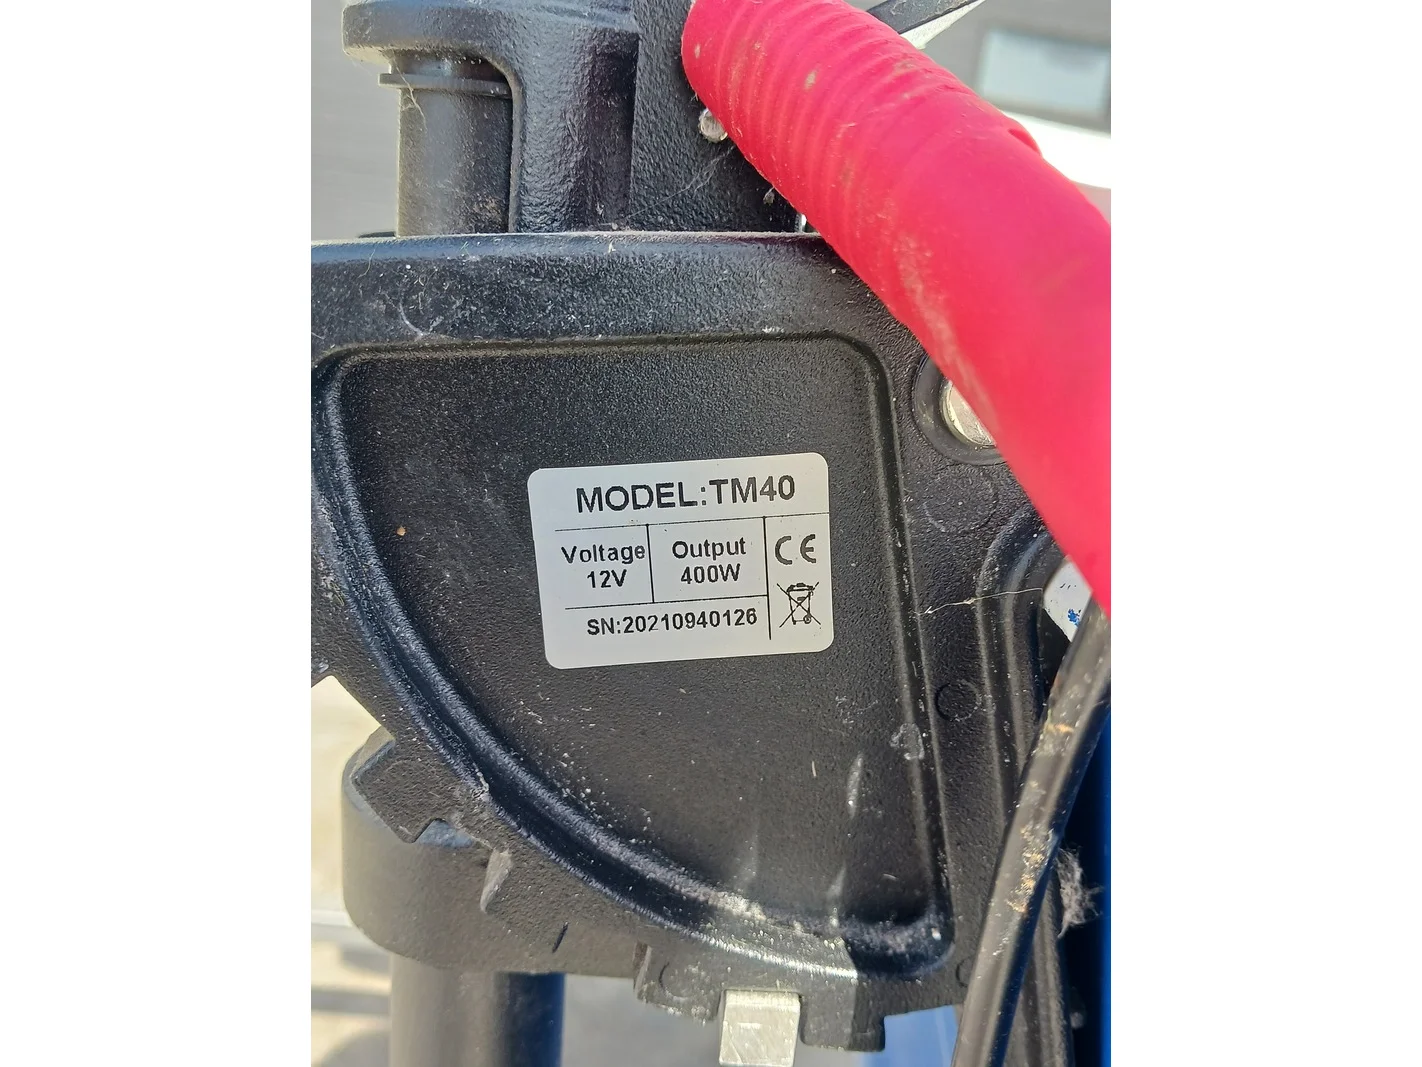 MODEL:TM40
Voltage
12V
Output
400W
CE
SN:20210940126